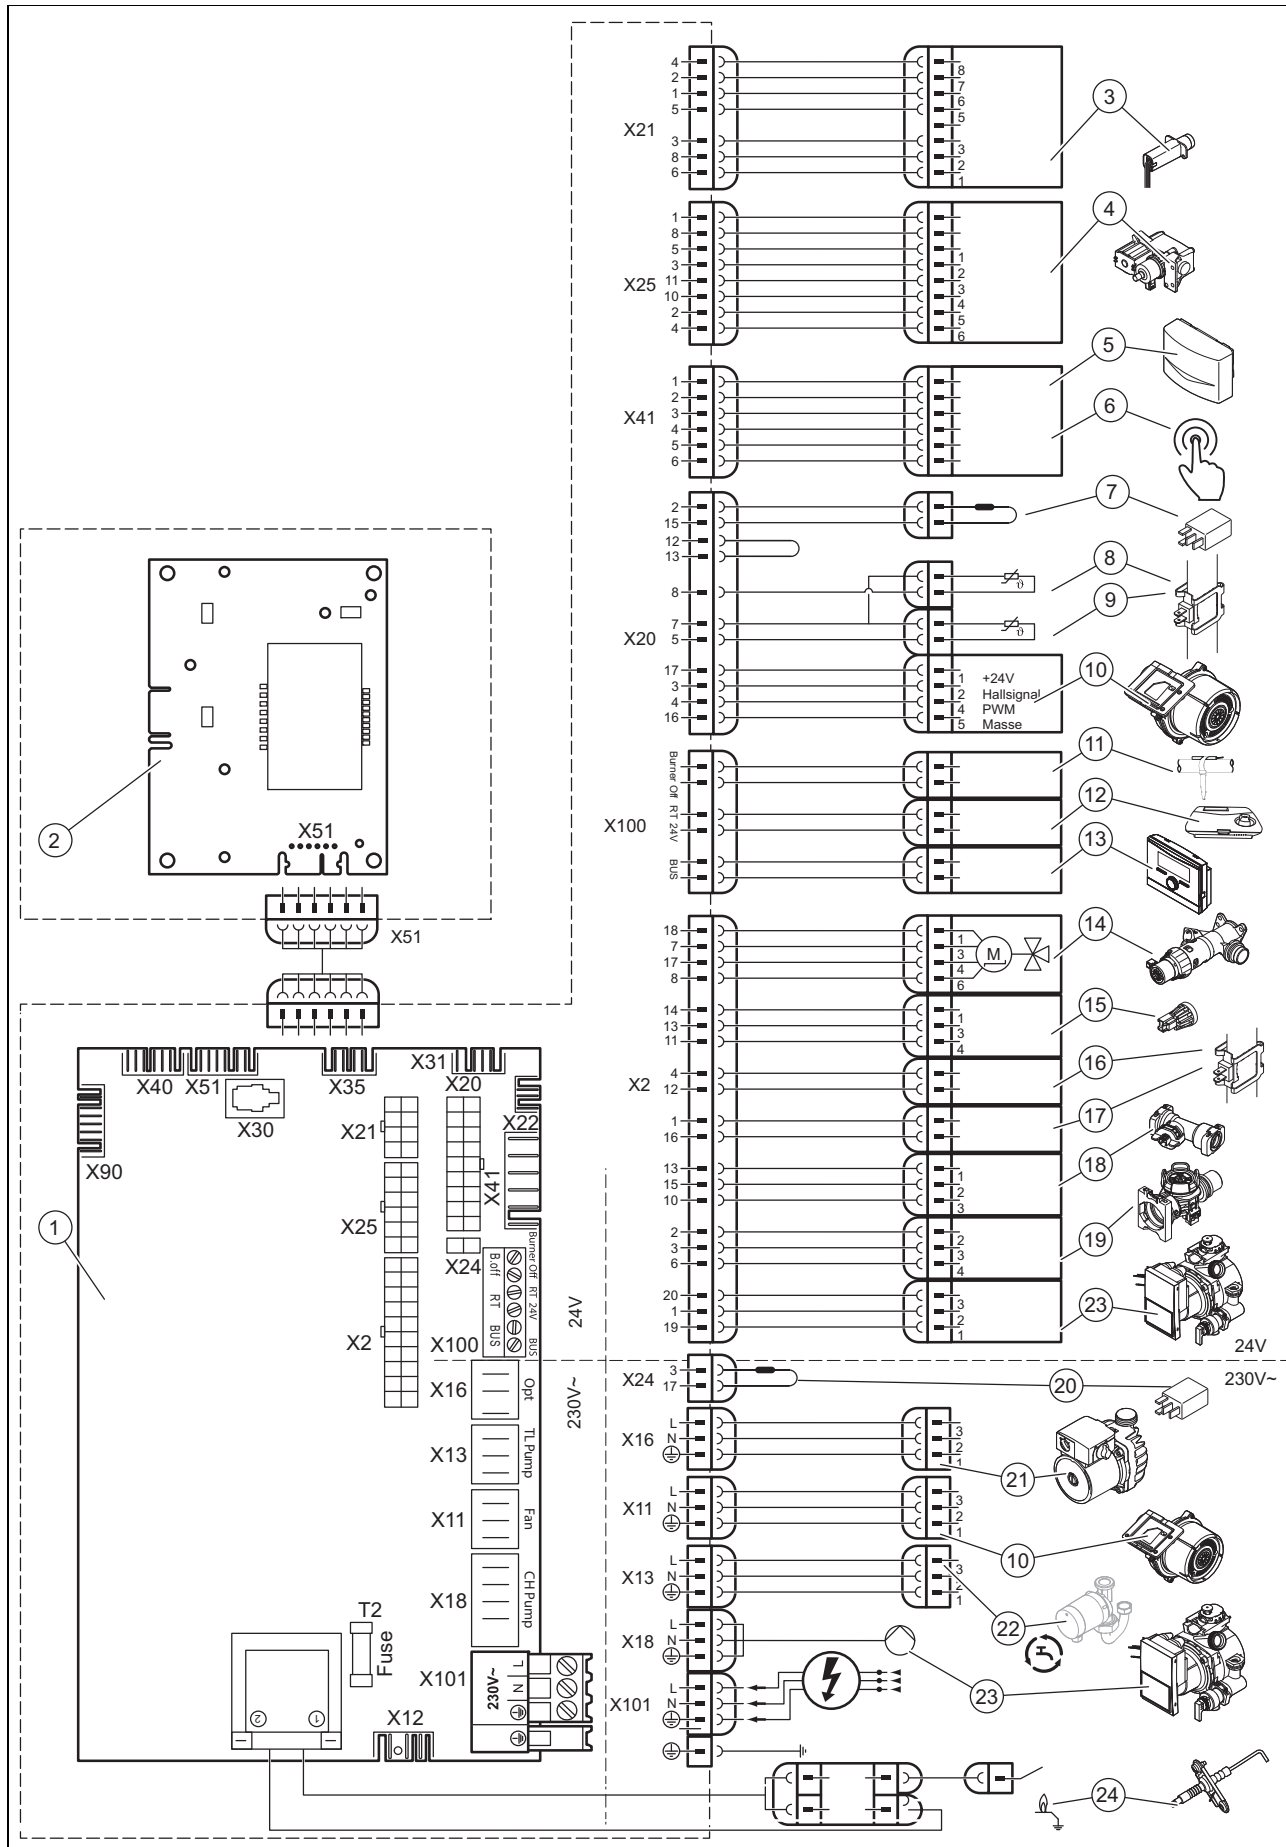 X21
4
2
1
5
3
8
6
8
7
6
5
3
2
1
3
X25
1
8
5
3
11
10
2
4
1
2
3
4
5
6
4
X41
1
2
3
4
5
6
5
6
X20
2
15
12
13
8
7
5
17
3
4
16
ϑ
ϑ
1 +24V
2 Hallsignal
4 PWM
5 Masse
7
8
9
10
X100
Burner Off
RT 24V
BUS
11
12
13
X2
18
7
17
8
14
13
11
4
12
1
16
13
15
10
2
3
6
20
1
19
M
1
3
4
6
1
3
4
1
2
3
2
3
4
3
2
1
14
15
16
17
18
19
23
24V
230V~
X24
3
17
20
X16
L
N
3
2
1
21
X11
L
N
3
2
1
10
X13
L
N
3
2
1
22
X18
L
N
23
X101
L
N
24
2
X51
X51
1
X40
X51
X35
X31
X20
X22
X30
X21
X90
X41
X25
X24
X2
X100
B.off
RT
BUS
Burner Off
RT 24V
BUS
24V
230V~
X16
Opt
X13
TL Pump
X11
Fan
X18
CH Pump
T2
Fuse
X101
230V~
L
N
X12
2
1